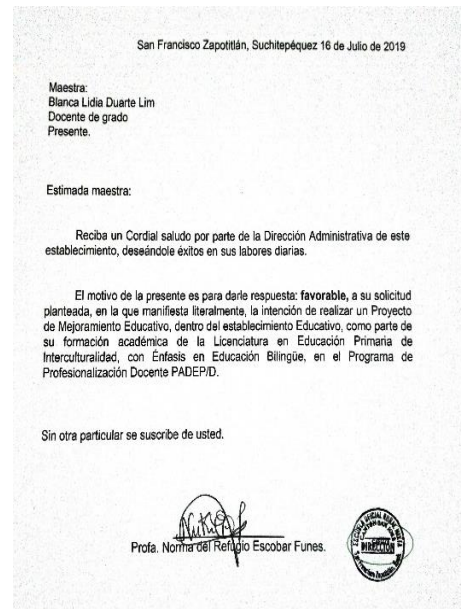 San Francisco Zapotitlán, Suchitepéquez 16 de Julio de 2019
Maestra:
Blanca Lidia Duarte Lim
Docente de grado
Presente.
Estimada maestra:
Reciba un Cordial saludo por parte de la Dirección Administrativa de este
establecimiento, deseándole éxitos en sus labores diarias.
El motivo de la presente es para darle respuesta: favorable, a su solicitud
planteada, en la que manifiesta literalmente, la intención de realizar un Proyecto
de Mejoramiento Educativo, dentro del establecimiento Educativo, como parte de
su formación académica de la Licenciatura en Educación Primaria de
Interculturalidad, con Énfasis en Educación Bilingüe, en el Programa de
Profesionalización Docente PADEP/D.
Sin otra particular se suscribe de usted.
Profa. Norma del Refugio Escobar Funes.
DIRECCIÓN